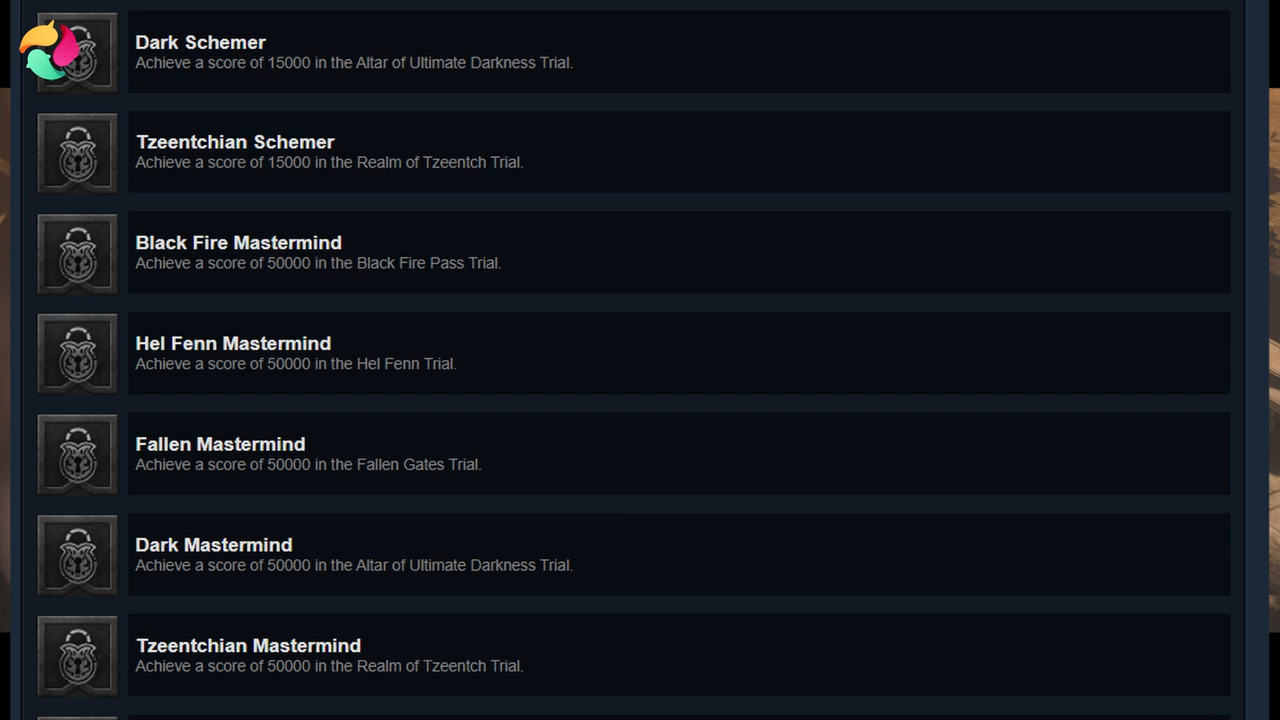 Dark Schemer
Achieve a score of 15000 in the Altar of Ultimate Darkness Trial.
Tzeentchian Schemer
Achieve a score of 15000 in the Realm of Tzeentch Trial.
Black Fire Mastermind
Achieve a score of 50000 in the Black Fire Pass Trial.
Hel Fenn Mastermind
Achieve a score of 50000 in the Hel Fenn Trial.
Fallen Mastermind
Achieve a score of 50000 in the Fallen Gates Trial.
Dark Mastermind
Achieve a score of 50000 in the Altar of Ultimate Darkness Trial.
Tzeentchian Mastermind
Achieve a score of 50000 in the Realm of Tzeentch Trial.